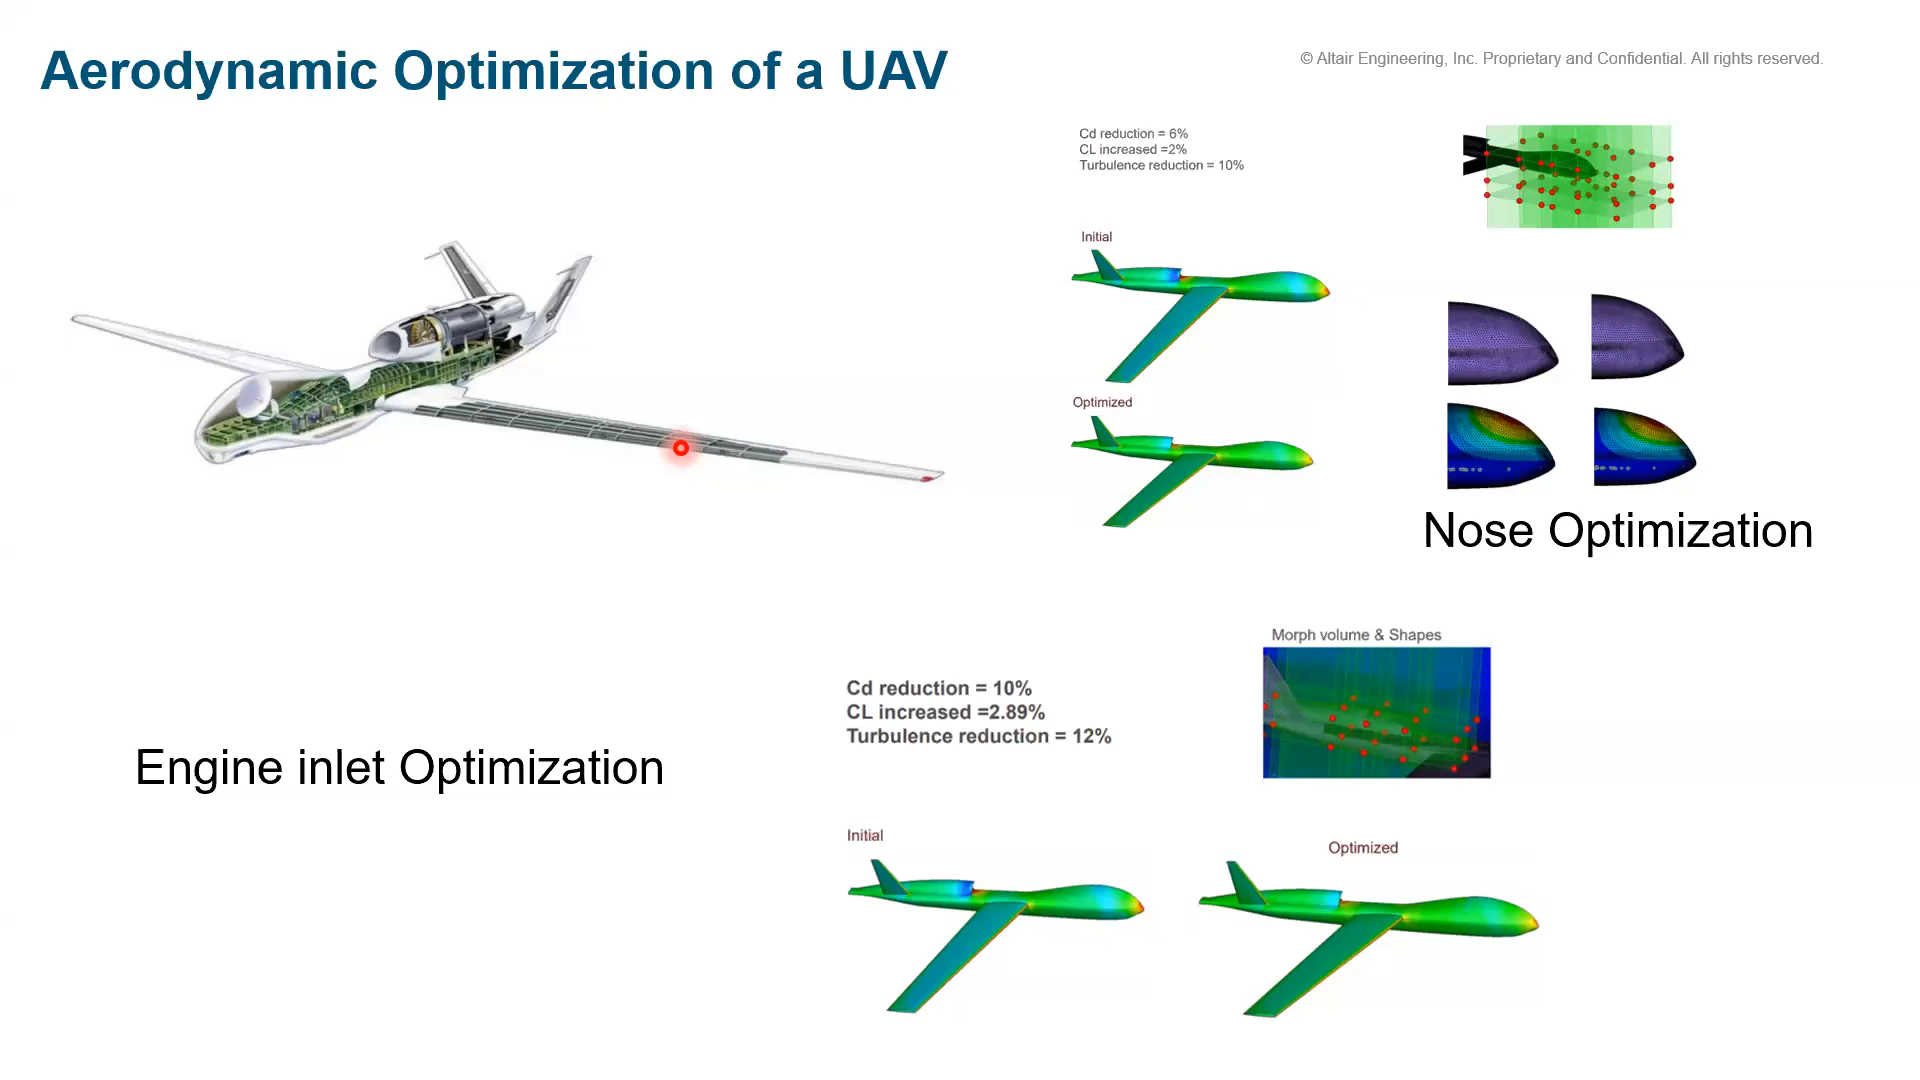 Aerodynamic Optimization of a UAV
© Altair Engineering, Inc. Proprietary and Confidential. All rights reserved.
Cd reduction = 6%
CL increased =2%
Turbulence reduction = 10%
Initial
Optimized
Nose Optimization
Morph volume & Shapes
Cd reduction = 10%
CL increased =2.89%
Turbulence reduction = 12%
Engine inlet Optimization
Initial
Optimized